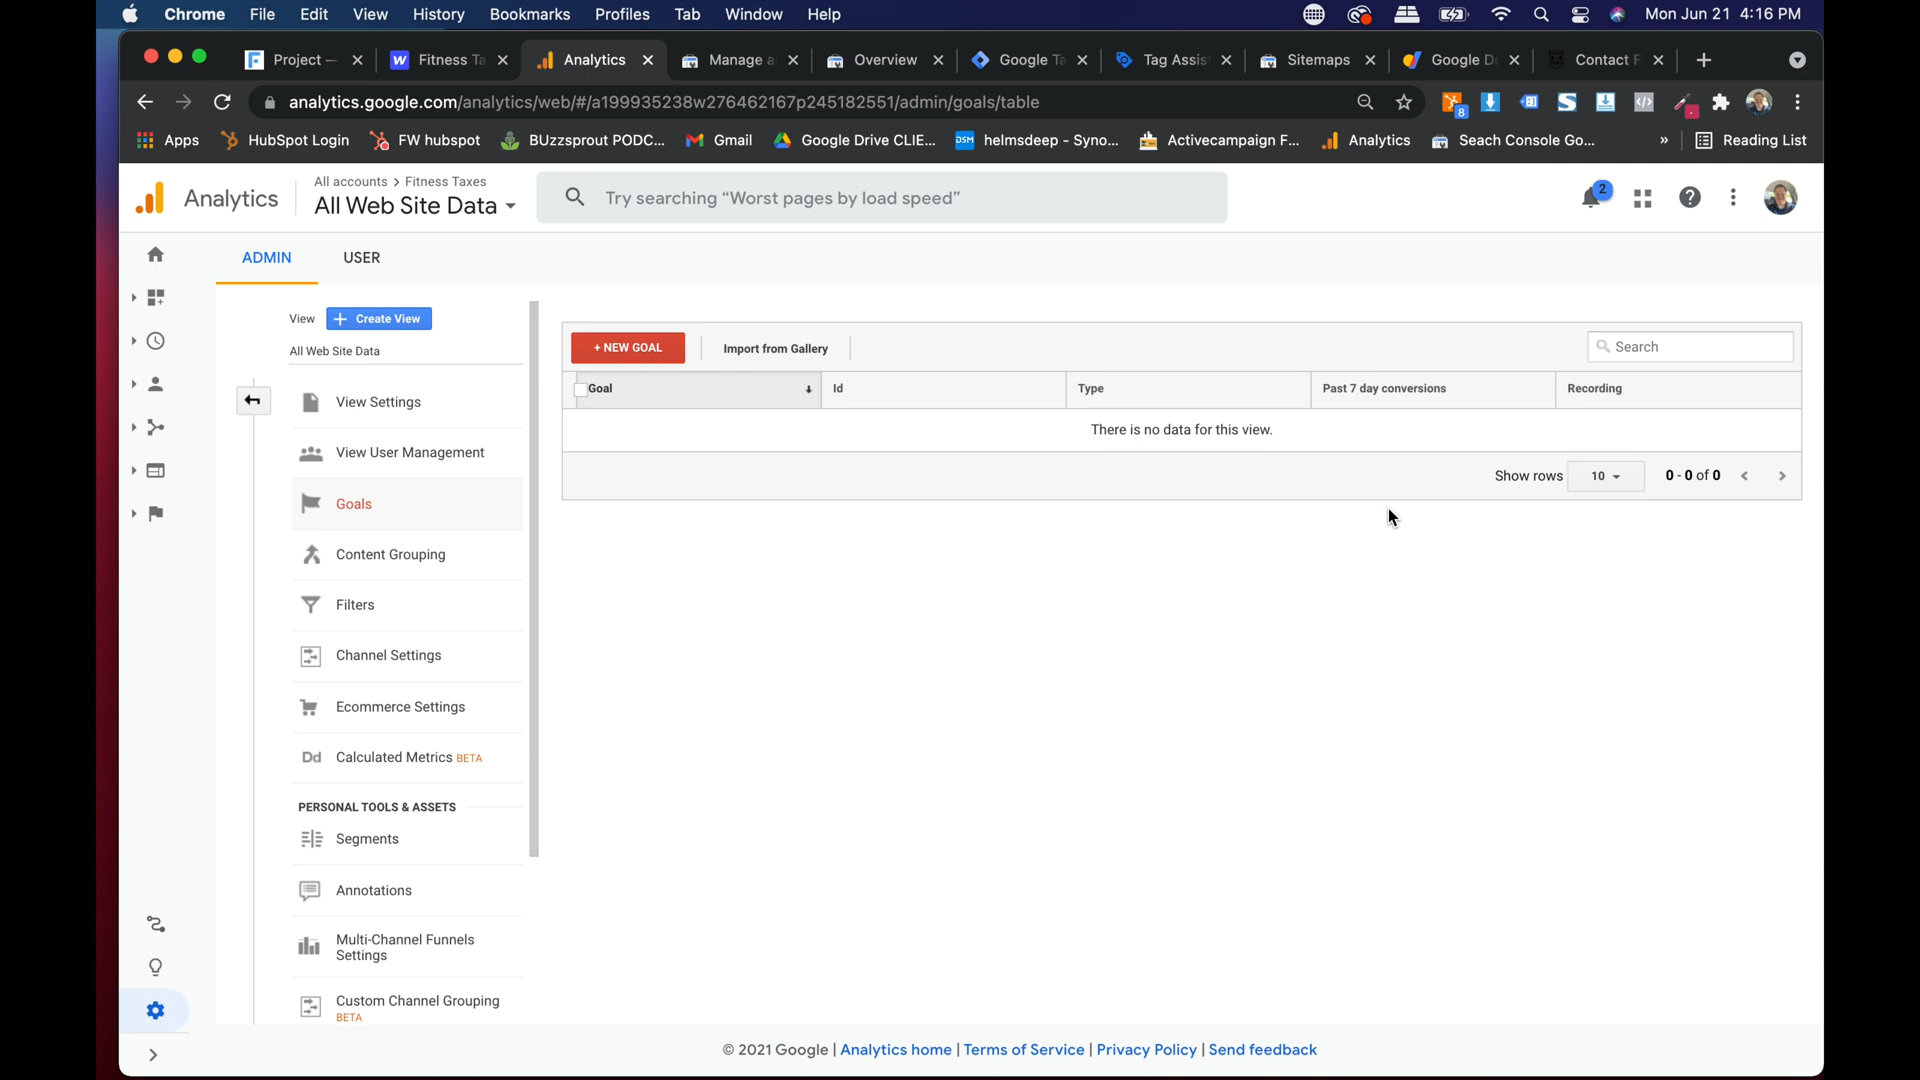 Chrome File Edit View History Bookmarks Profiles Tab Window Help Mon Jun 21 4:16 PM
Project — Fitness Ta Analytics Manage a Overview Google Ta Tag Assis Sitemaps Google D Contact F
analytics.google.com/analytics/web/#/a199935238w276462167p245182551/admin/goals/table
8
Apps HubSpot Login FW hubspot BUzzsprout PODC... M Gmail Google Drive CLIE... DSM helmsdeep - Syno... Activecampaign F... Analytics Seach Console Go... » Reading List
Analytics
All accounts > Fitness Taxes
All Web Site Data
Try searching “Worst pages by load speed”
2
ADMIN USER
View + Create View
All Web Site Data
View Settings
View User Management
Goals
Content Grouping
Filters
Channel Settings
Ecommerce Settings
Dd Calculated Metrics BETA
PERSONAL TOOLS & ASSETS
Segments
Annotations
Multi-Channel Funnels
Settings
Custom Channel Grouping
BETA
+ NEW GOAL Import from Gallery Search
Goal Id Type Past 7 day conversions Recording
There is no data for this view.
Show rows 10 0 - 0 of 0
© 2021 Google | Analytics home | Terms of Service | Privacy Policy | Send feedback